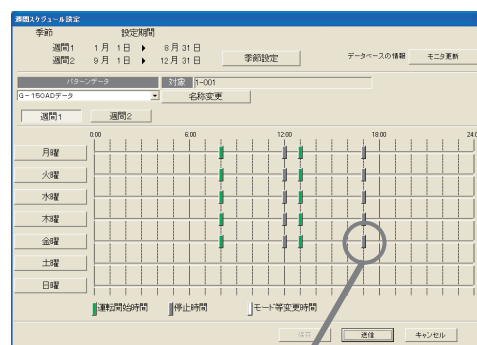 週間スケジュール設定
季節 設定期間
週間1 1月 1日 ▶ 8月 31日
週間2 9月 1日 ▶ 12月 31日
季節設定 データベースの情報 モニタ更新
パターンデータ 対象 1-001
G-150ADデータ 名称変更
週間1 週間2
0:00 6:00 12:00 18:00 24:0
月曜
火曜
水曜
木曜
金曜
土曜
日曜
運転開始時間 停止時間 モード等変更時間
保存 送信 キャンセル